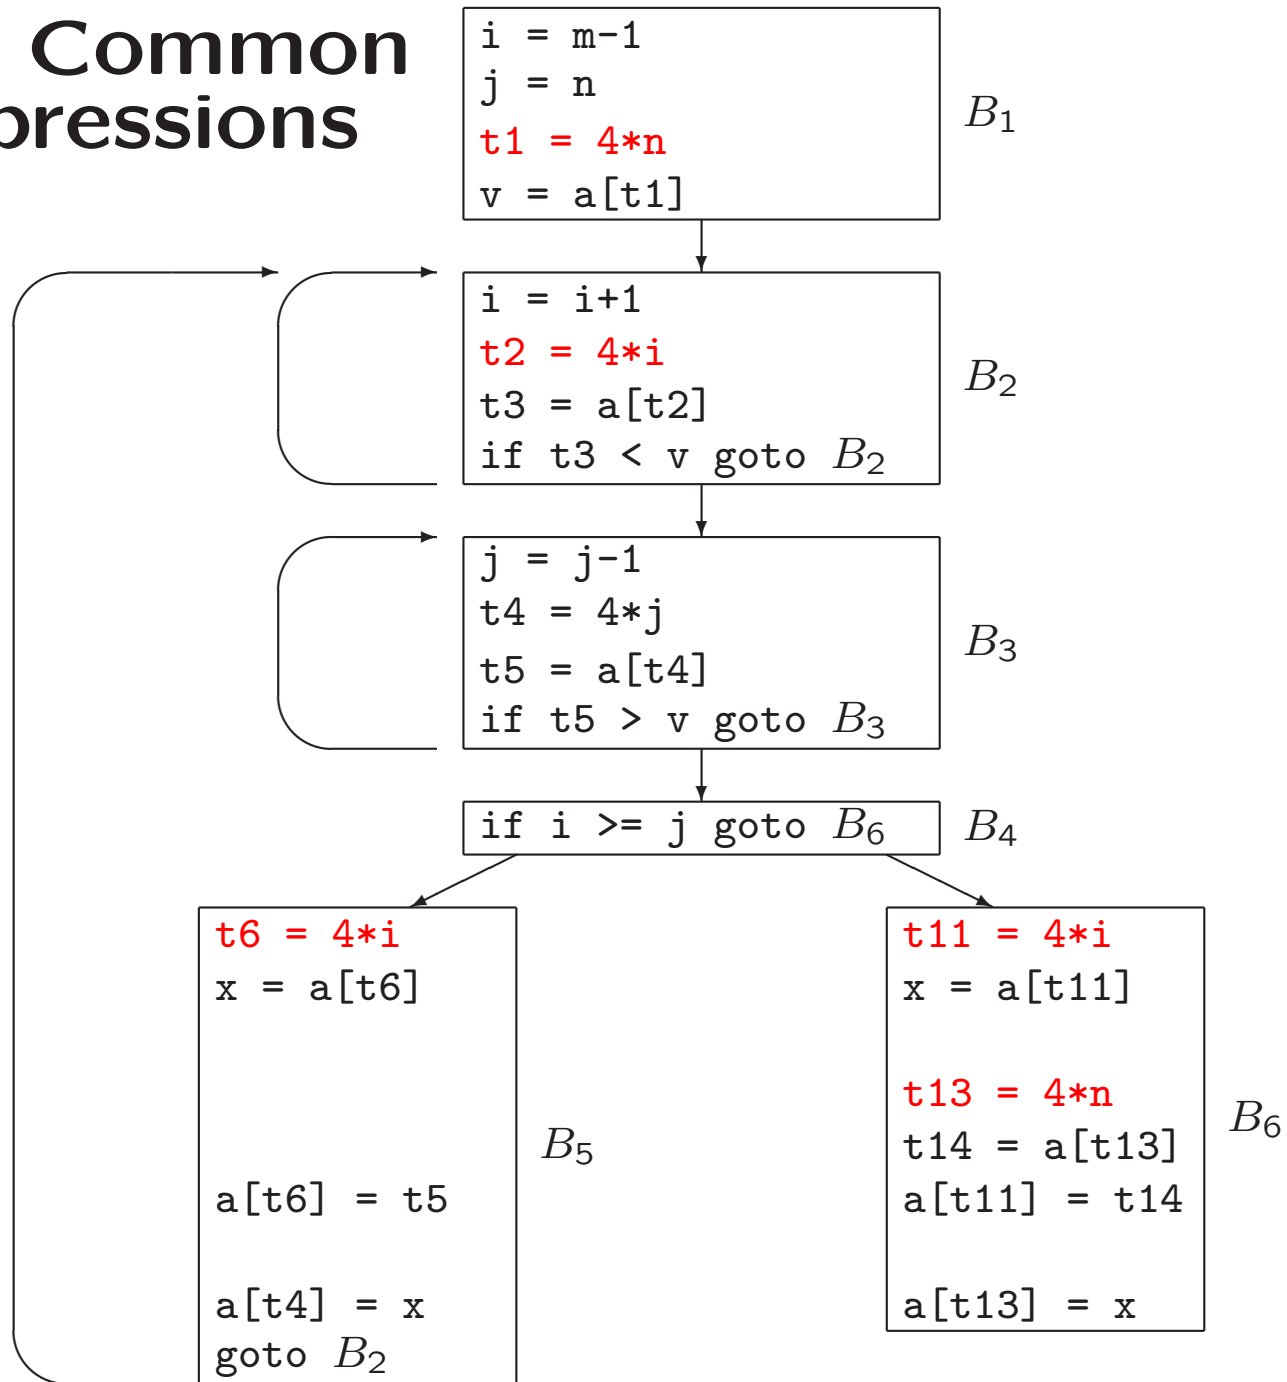 Common
pressions
i = m-1
j = n
t1 = 4*n
v = a[t1]
B1
i = i+1
t2 = 4*i
t3 = a[t2]
if t3 < v goto B2
B2
j = j-1
t4 = 4*j
t5 = a[t4]
if t5 > v goto B3
B3
if i >= j goto B6
B4
t6 = 4*i
x = a[t6]
a[t6] = t5
a[t4] = x
goto B2
B5
t11 = 4*i
x = a[t11]
t13 = 4*n
t14 = a[t13]
a[t11] = t14
a[t13] = x
B6